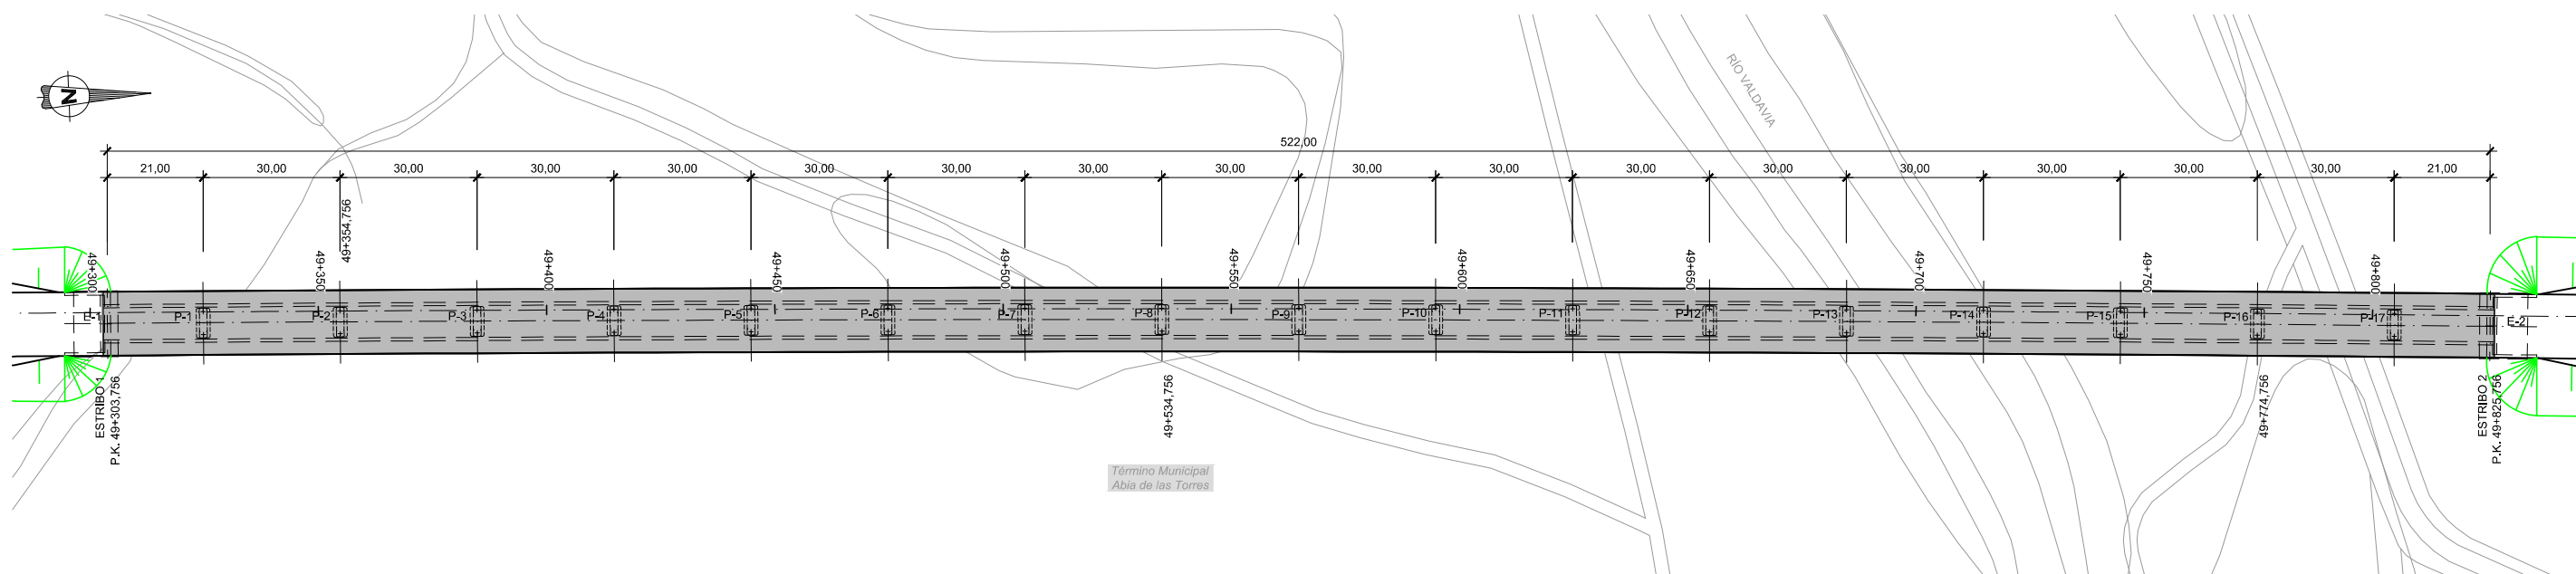 N
RÍO VALDAVIA
522,00
21,00 30,00 30,00 30,00 30,00 30,00 30,00 30,00 30,00 30,00 30,00 30,00 30,00 30,00 30,00 30,00 30,00 21,00
49+354,756
49+300 49+350 49+400 49+450 49+500 49+550 49+600 49+650 49+700 49+750 49+800
E-1 P-1 P-2 P-3 P-4 P-5 P-6 P-7 P-8 P-9 P-10 P-11 P-12 P-13 P-14 P-15 P-16 P-17 E-2
ESTRIBO 1
P.K. 49+303,756
49+534,756
49+774,756
ESTRIBO 2
P.K. 49+825,756
Término Municipal
Abia de las Torres